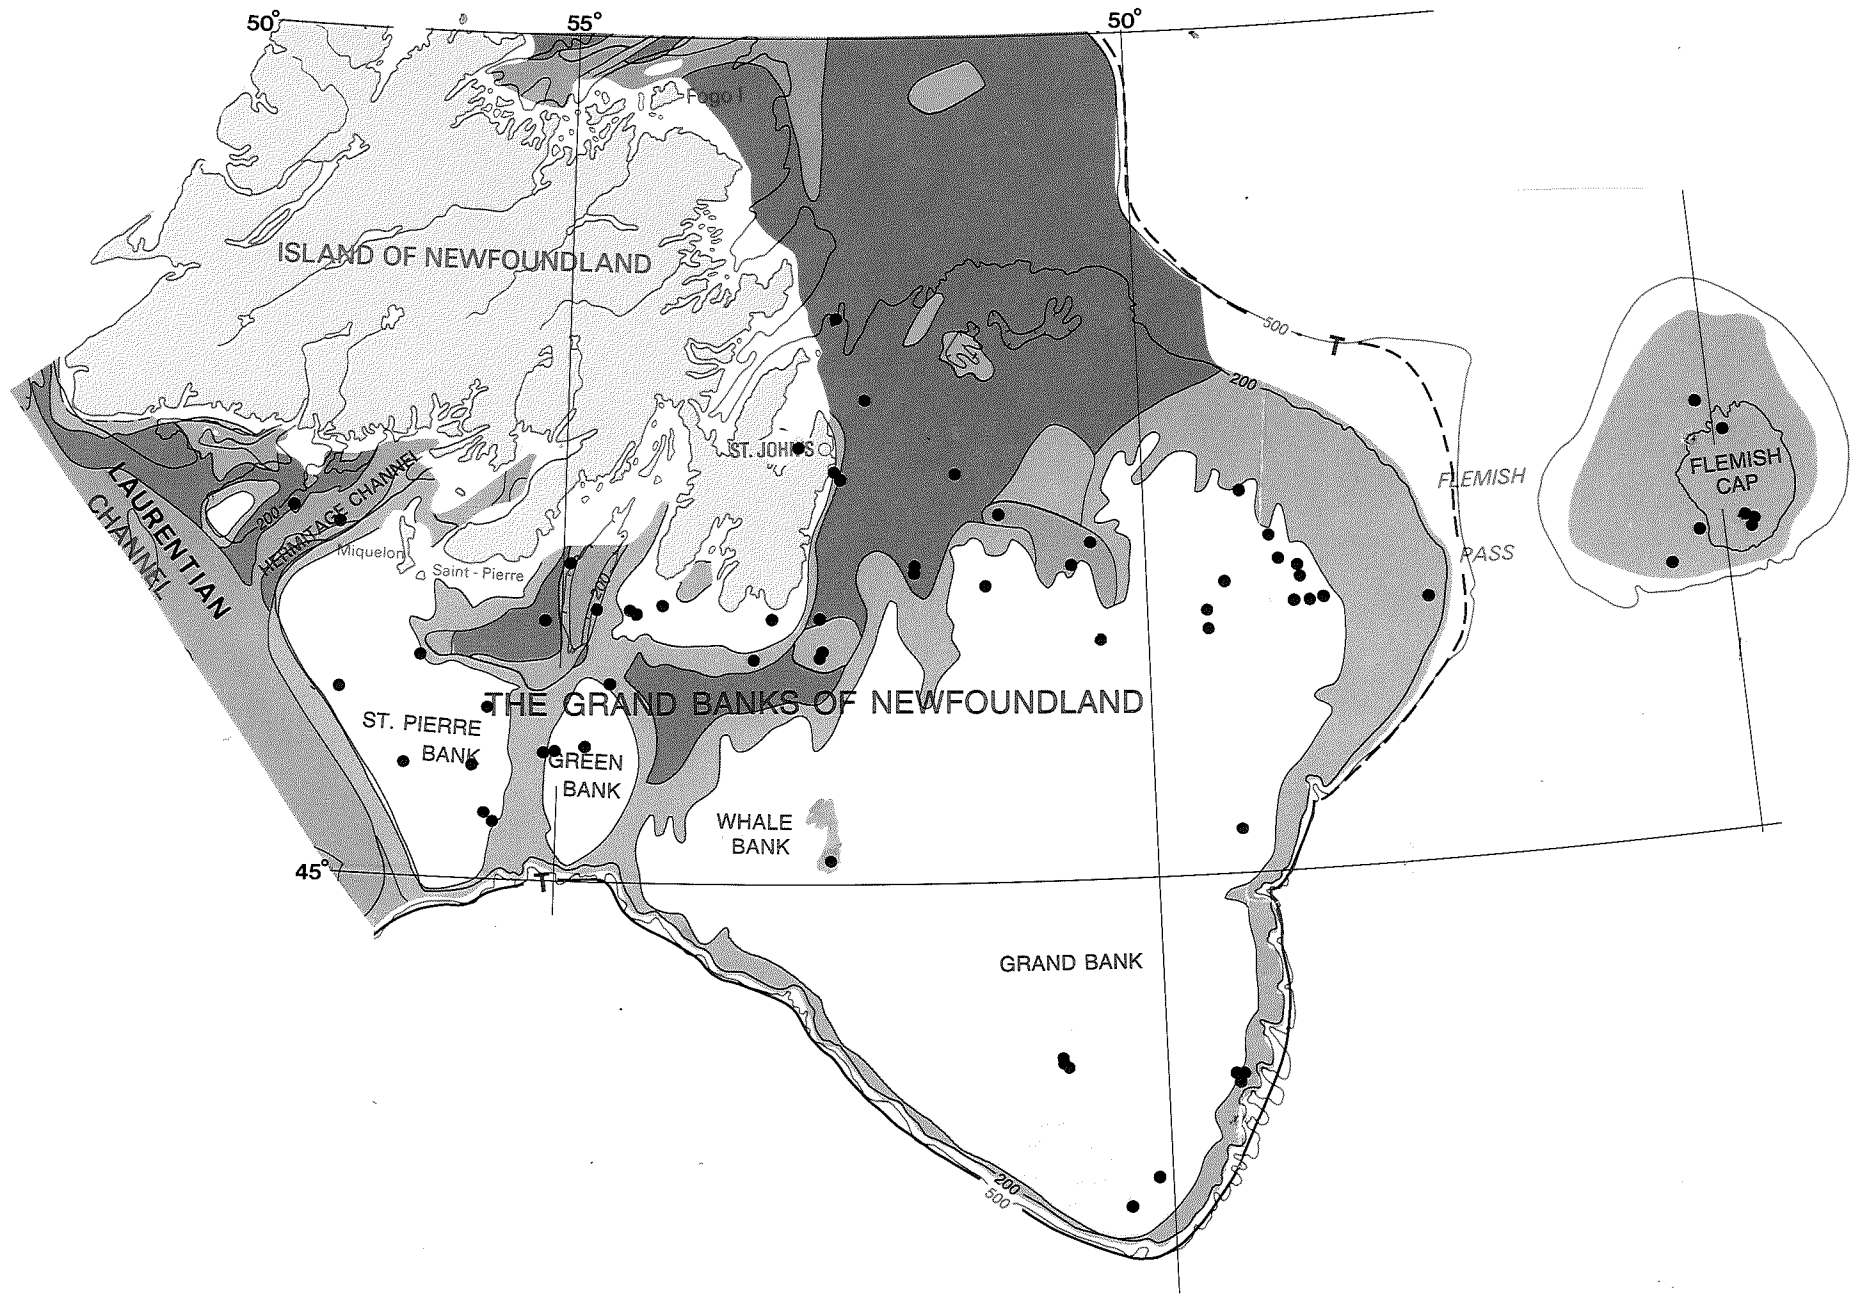 50°
55°
50°
Fogo I
ISLAND OF NEWFOUNDLAND
500
T
200
ST. JOHN'S
FLEMISH
CAP
FLEMISH
PASS
LAURENTIAN
CHANNEL
200
HERMITAGE CHANNEL
Miquelon
Saint - Pierre
200
THE GRAND BANKS OF NEWFOUNDLAND
ST. PIERRE
BANK
GREEN
BANK
WHALE
BANK
45°
T
GRAND BANK
200
500